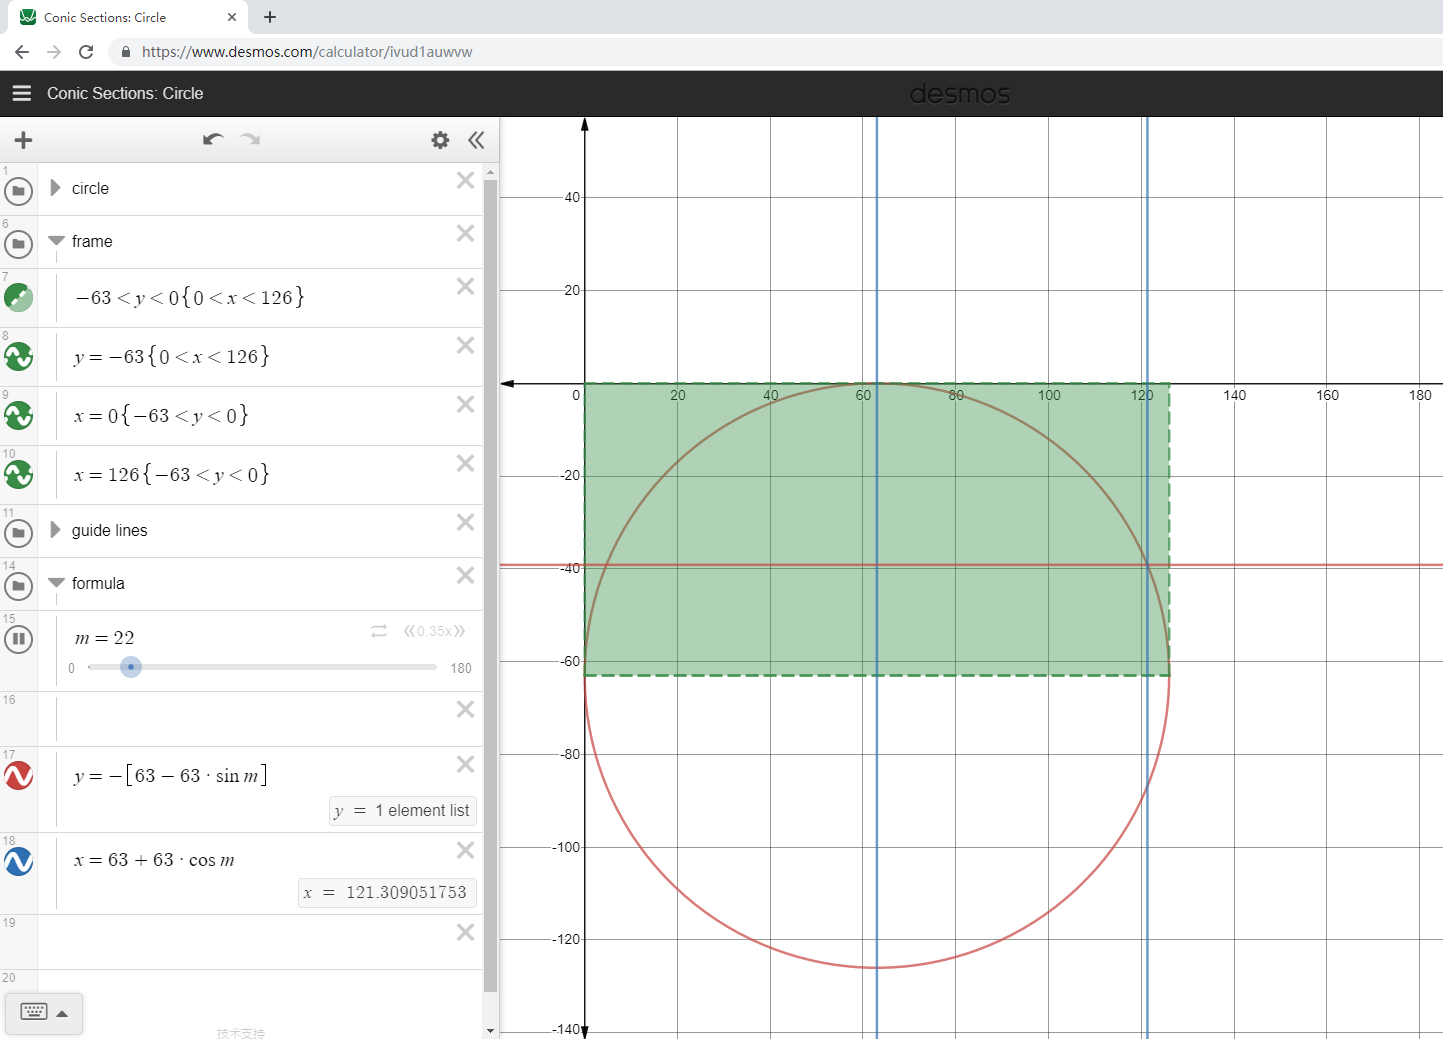 Conic Sections: Circle
https://www.desmos.com/calculator/ivud1auwvw
Conic Sections: Circle
desmos
1
circle
6
frame
7
−63 < y < 0{0 < x < 126}
8
y = −63{0 < x < 126}
9
x = 0{−63 < y < 0}
10
x = 126{−63 < y < 0}
11
guide lines
14
formula
15
m = 22
0.35x
0
180
16
17
y = −[63 − 63 · sin m]
y = 1 element list
18
x = 63 + 63 · cos m
x = 121.309051753
19
20
技术支持
40
20
0
20
40
60
80
100
120
140
160
180
-20
-40
-60
-80
-100
-120
-140